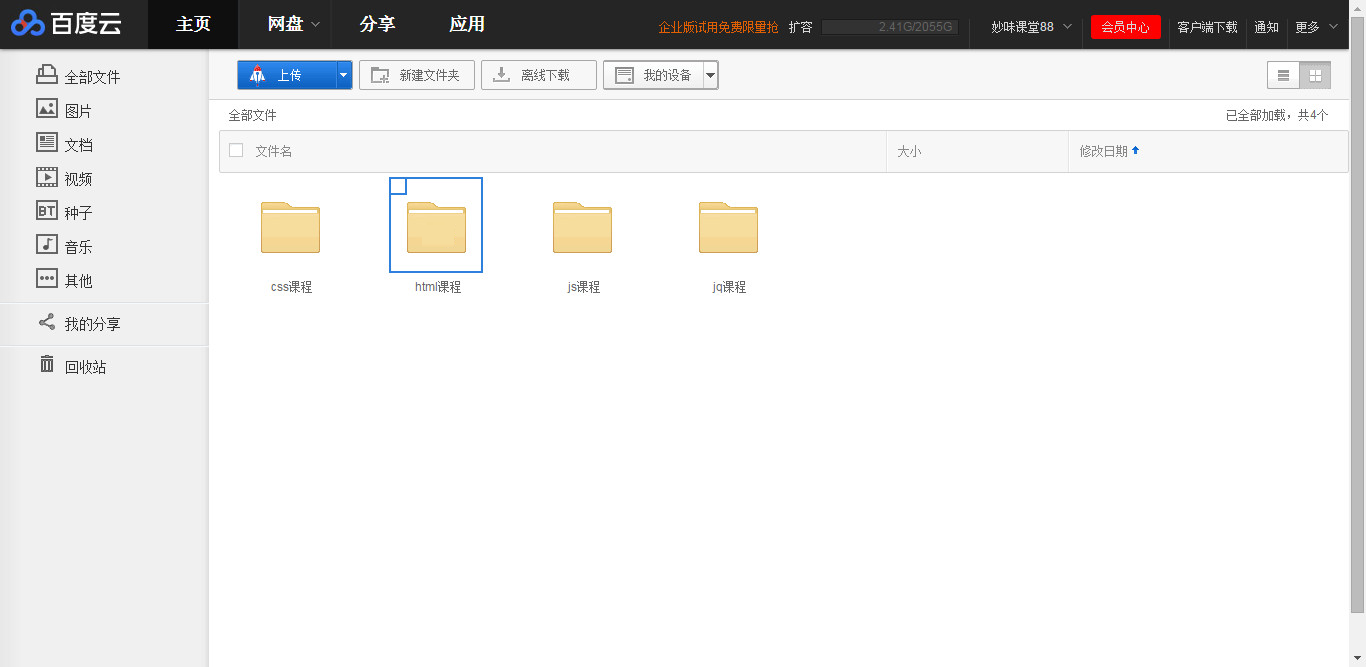 百度云 主页 网盘 分享 应用 企业版试用免费限量抢 扩容 2.41G/2055G 妙味课堂88 会员中心 客户端下载 通知 更多
上传 新建文件夹 离线下载 我的设备
全部文件
图片
文档
视频
BT 种子
音乐
其他
我的分享
回收站
全部文件 已全部加载，共4个
文件名 大小 修改日期
css课程 html课程 js课程 jq课程